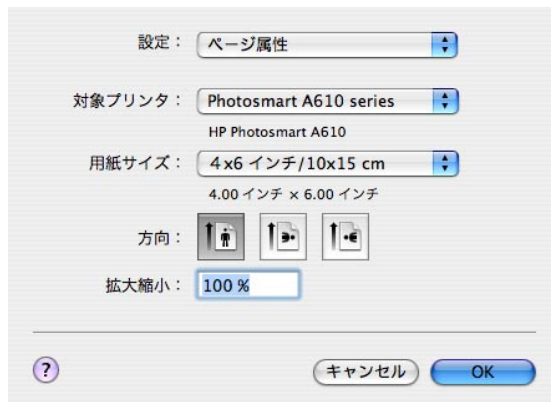 設定： ページ属性
対象プリンタ： Photosmart A610 series
HP Photosmart A610
用紙サイズ： 4x6 インチ/10x15 cm
4.00 インチ × 6.00 インチ
方向：
拡大縮小： 100 %
? キャンセル OK